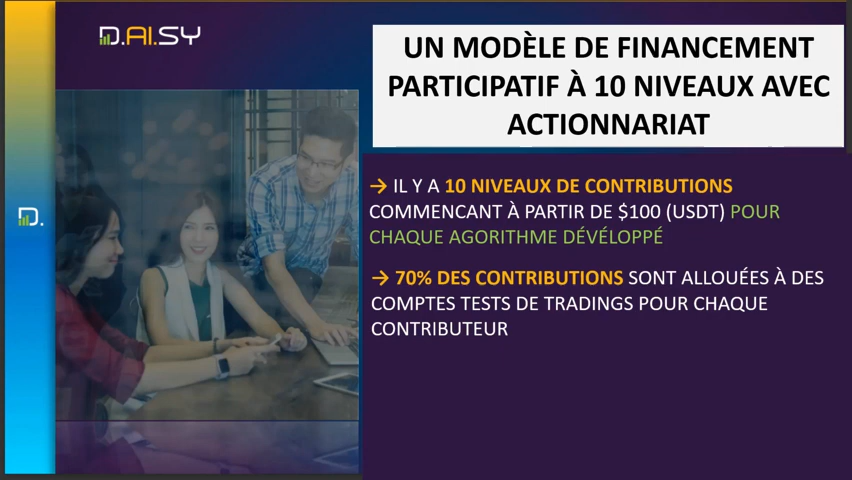 D.AI.SY
UN MODÈLE DE FINANCEMENT
PARTICIPATIF À 10 NIVEAUX AVEC
ACTIONNARIAT
→ IL Y A 10 NIVEAUX DE CONTRIBUTIONS
COMMENCANT À PARTIR DE $100 (USDT) POUR
CHAQUE AGORITHME DÉVÉLOPPÉ
→ 70% DES CONTRIBUTIONS SONT ALLOUÉES À DES
COMPTES TESTS DE TRADINGS POUR CHAQUE
CONTRIBUTEUR
D.